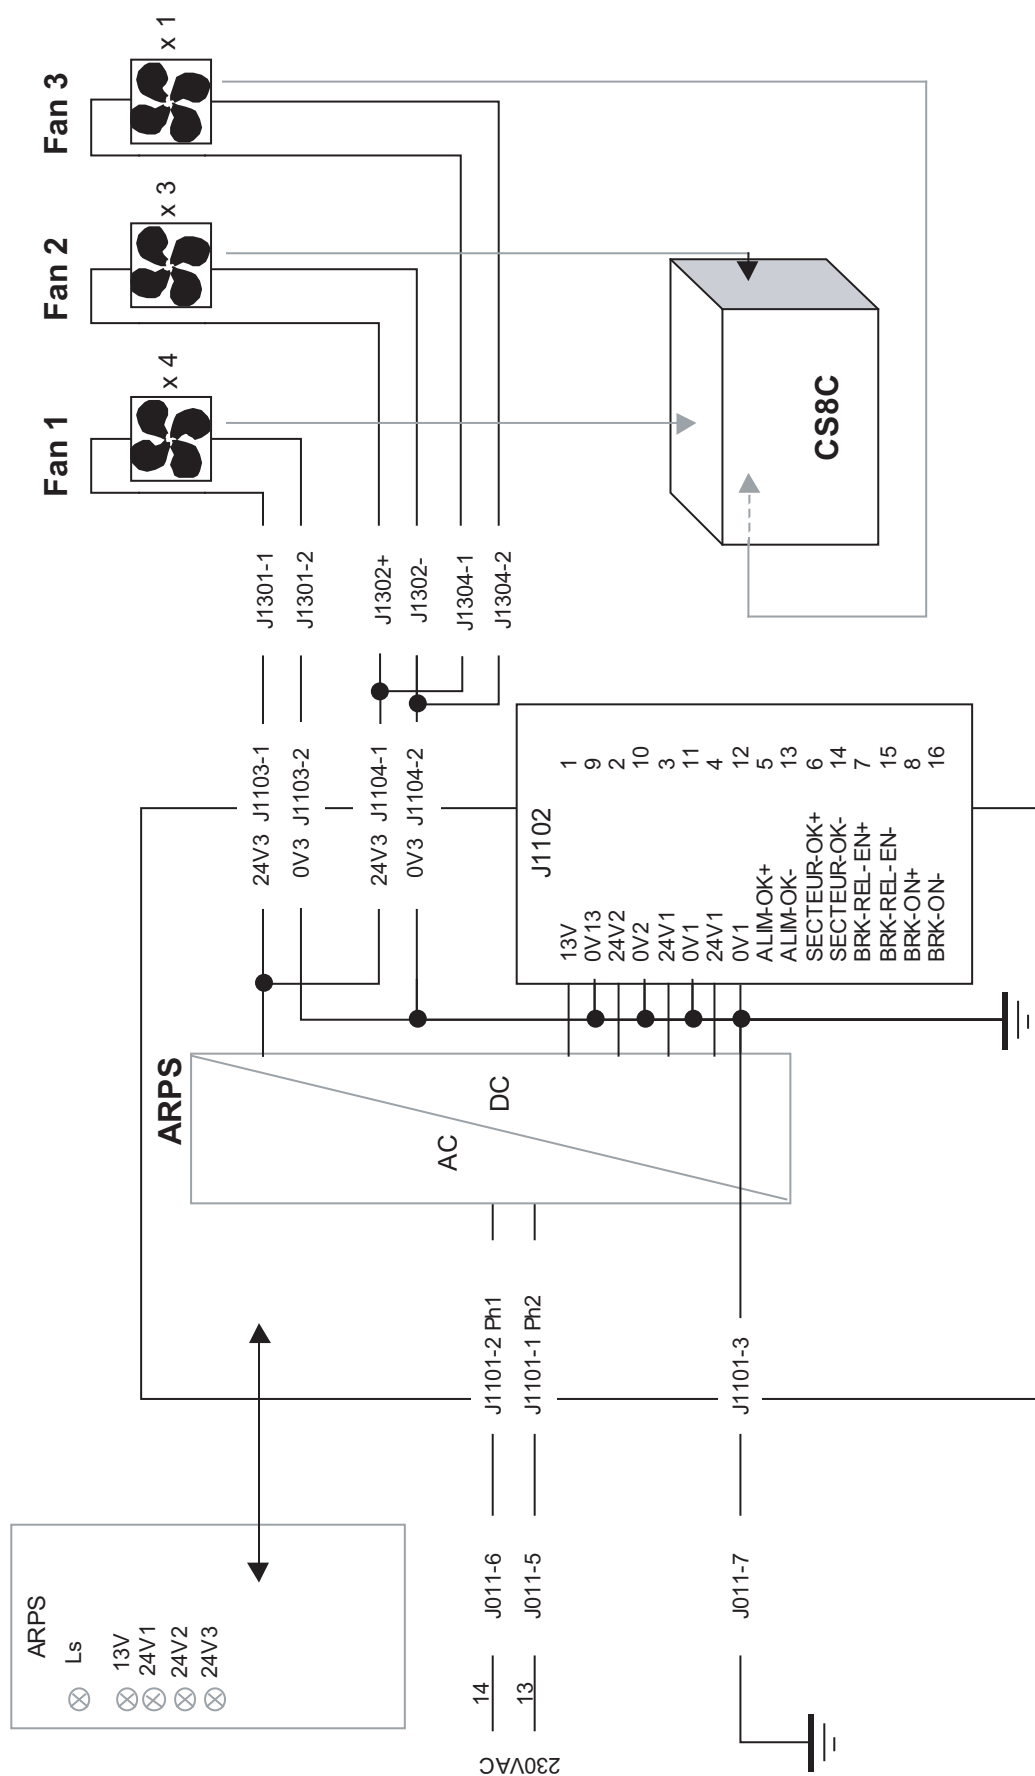 ARPS
Ls
13V
24V1
24V2
24V3
230VAC
14
13
J011-6
J011-5
J011-7
J1101-2 Ph1
J1101-1 Ph2
J1101-3
ARPS
AC
DC
24V3 J1103-1
0V3 J1103-2
24V3 J1104-1
0V3 J1104-2
J1102
13V 1
0V13 9
24V2 2
0V2 10
24V1 3
0V1 11
24V1 4
0V1 12
ALIM-OK+ 5
ALIM-OK- 13
SECTEUR-OK+ 6
SECTEUR-OK- 14
BRK-REL-EN+ 7
BRK-REL-EN- 15
BRK-ON+ 8
BRK-ON- 16
J1301-1
J1301-2
J1302+
J1302-
J1304-1
J1304-2
Fan 1
x 4
Fan 2
x 3
Fan 3
x 1
CS8C